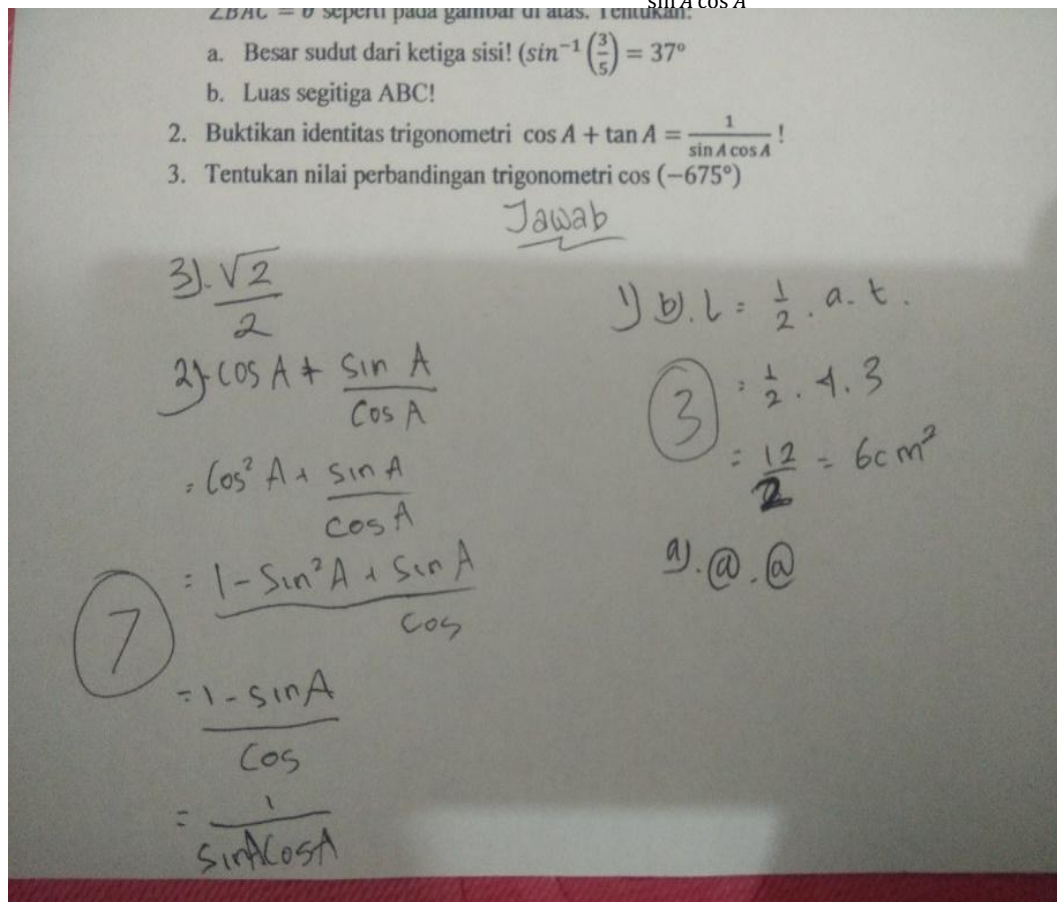 sin A cos A
∠BAC = θ seperti pada gambar di atas. Tentukan:
a. Besar sudut dari ketiga sisi! (sin⁻¹ (3/5) = 37°
b. Luas segitiga ABC!
2. Buktikan identitas trigonometri cos A + tan A = 1/(sin A cos A) !
3. Tentukan nilai perbandingan trigonometri cos (−675°)
Jawab
3). √2/2
2). cos A + sin A/cos A
= Cos² A + sin A/cos A
= 1 - Sin² A + Sin A/cos
7
= 1 - sin A/cos
= 1/sin A cos A
1) b). L = 1/2 . a . t .
3
= 1/2 . 4 . 3
= 12/2 = 6 cm²
a). @ . @